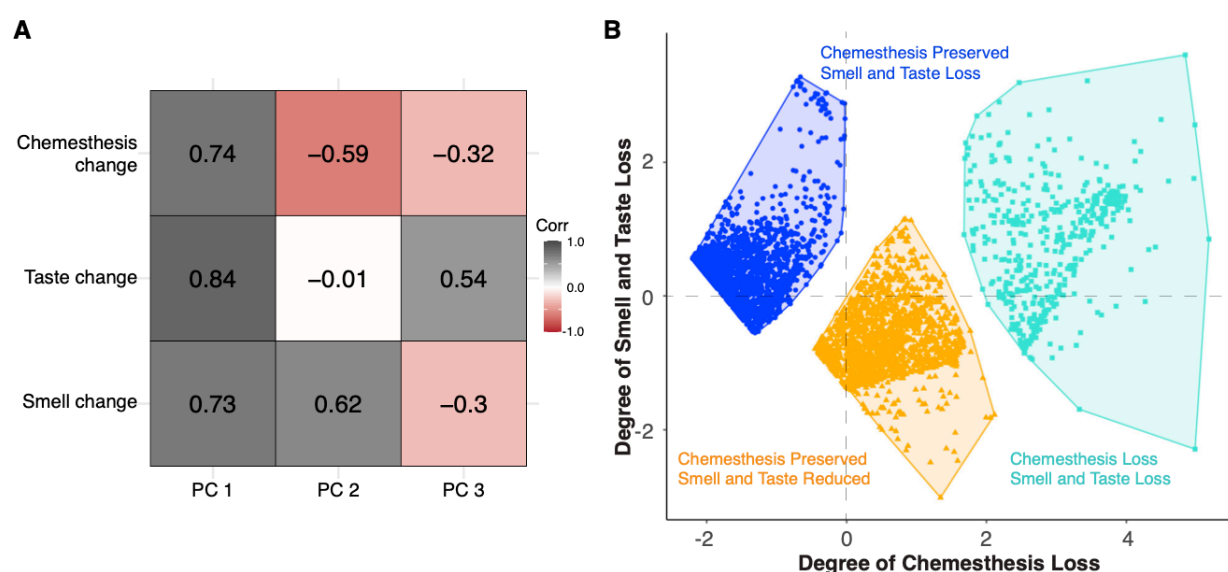 A
Chemesthesis
change
0.74
−0.59
−0.32
Taste change
0.84
−0.01
0.54
Smell change
0.73
0.62
−0.3
PC 1
PC 2
PC 3
Corr
1.0
0.0
-1.0
B
Chemesthesis Preserved
Smell and Taste Loss
Degree of Smell and Taste Loss
2
0
-2
Chemesthesis Preserved
Smell and Taste Reduced
Chemesthesis Loss
Smell and Taste Loss
-2
0
2
4
Degree of Chemesthesis Loss